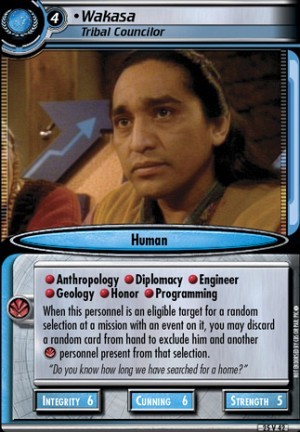 4
•Wakasa
Tribal Councilor
Human
Anthropology Diplomacy Engineer
Geology Honor Programming
When this personnel is an eligible target for a random
selection at a mission with an event on it, you may discard
a random card from hand to exclude him and another
personnel present from that selection.
"Do you know how long we have searched for a home?"
INTEGRITY 6 CUNNING 6 STRENGTH 5